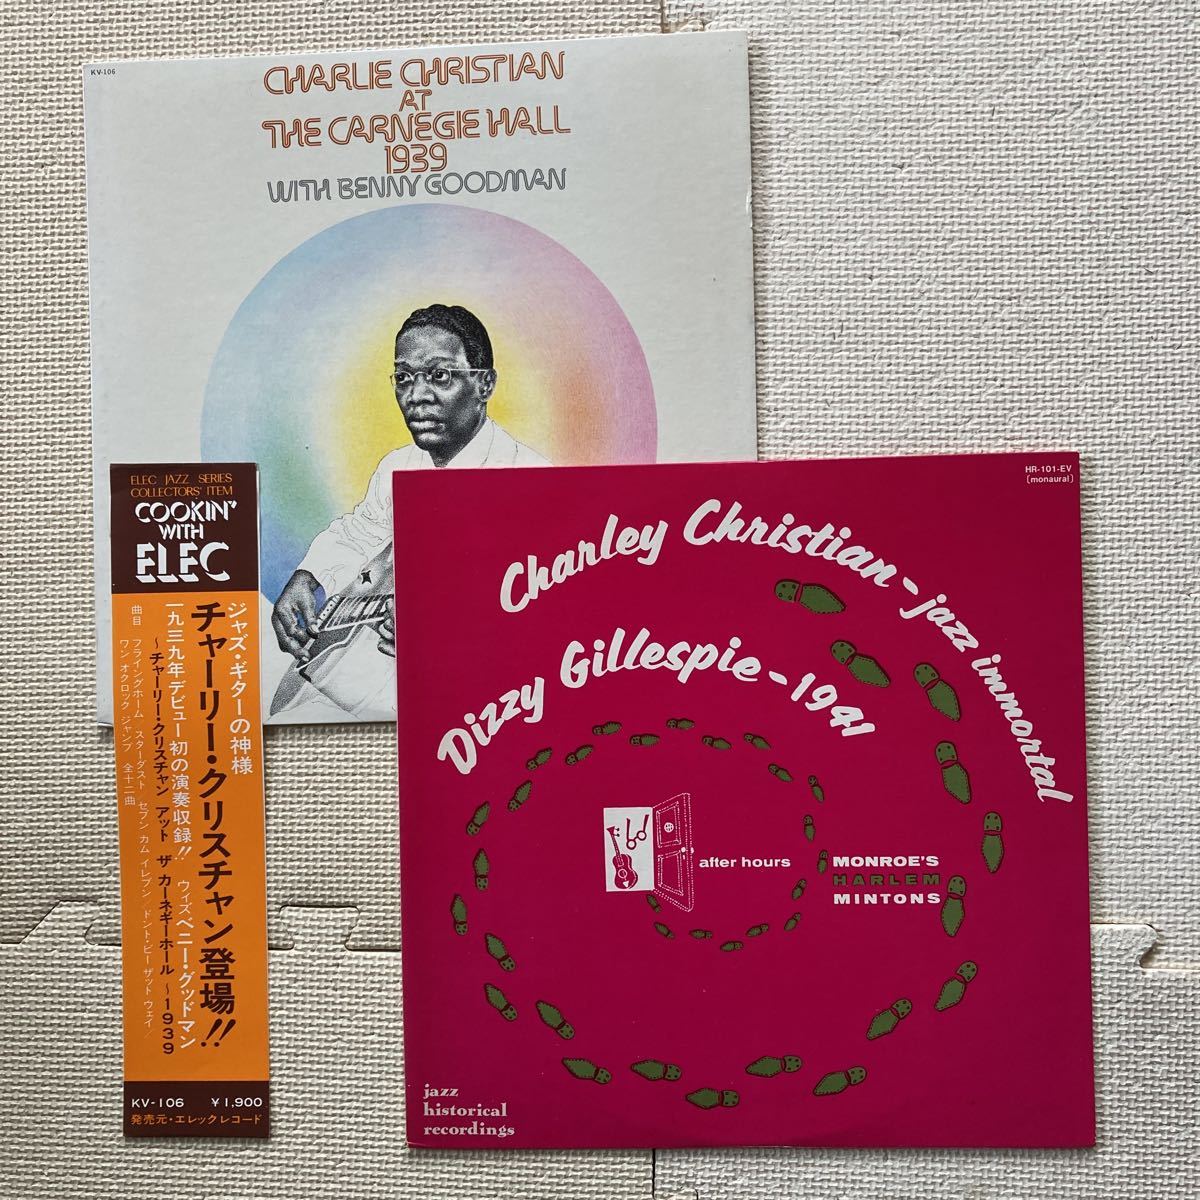 KV-106
CHARLIE CHRISTIAN
AT
THE CARNEGIE HALL
1939
WITH BENNY GOODMAN
ELEC JAZZ SERIES
COLLECTORS' ITEM
COOKIN'
WITH
ELEC
ジャズ・ギターの神様
チャーリー・クリスチャン登場!!
一九三九年デビュー初の演奏収録!! ウィズ ベニー・グッドマン
～チャーリー・クリスチャン アット ザ カーネギーホール～1939
曲目 フライングホーム スターダスト/セブン カム イレブン/ドント・ビー ザット ウェイ/
ワン オクロック ジャンプ 全十二曲
KV-106 ¥1,900
発売元・エレックレコード
HR-101-EV
(monaural)
Charley Christian - jazz immortal
Dizzy Gillespie - 1941
after hours
MONROE'S
HARLEM
MINTONS
jazz
historical
recordings